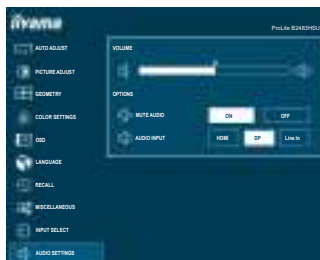 iiyama
ProLite B2483HSU
AUTO ADJUST
PICTURE ADJUST
GEOMETRY
COLOR SETTINGS
OSD
LANGUAGE
RECALL
MISCELLANEOUS
INPUT SELECT
AUDIO SETTINGS
VOLUME
OPTIONS
MUTE AUDIO
ON
OFF
AUDIO INPUT
HDMI
DP
Line In